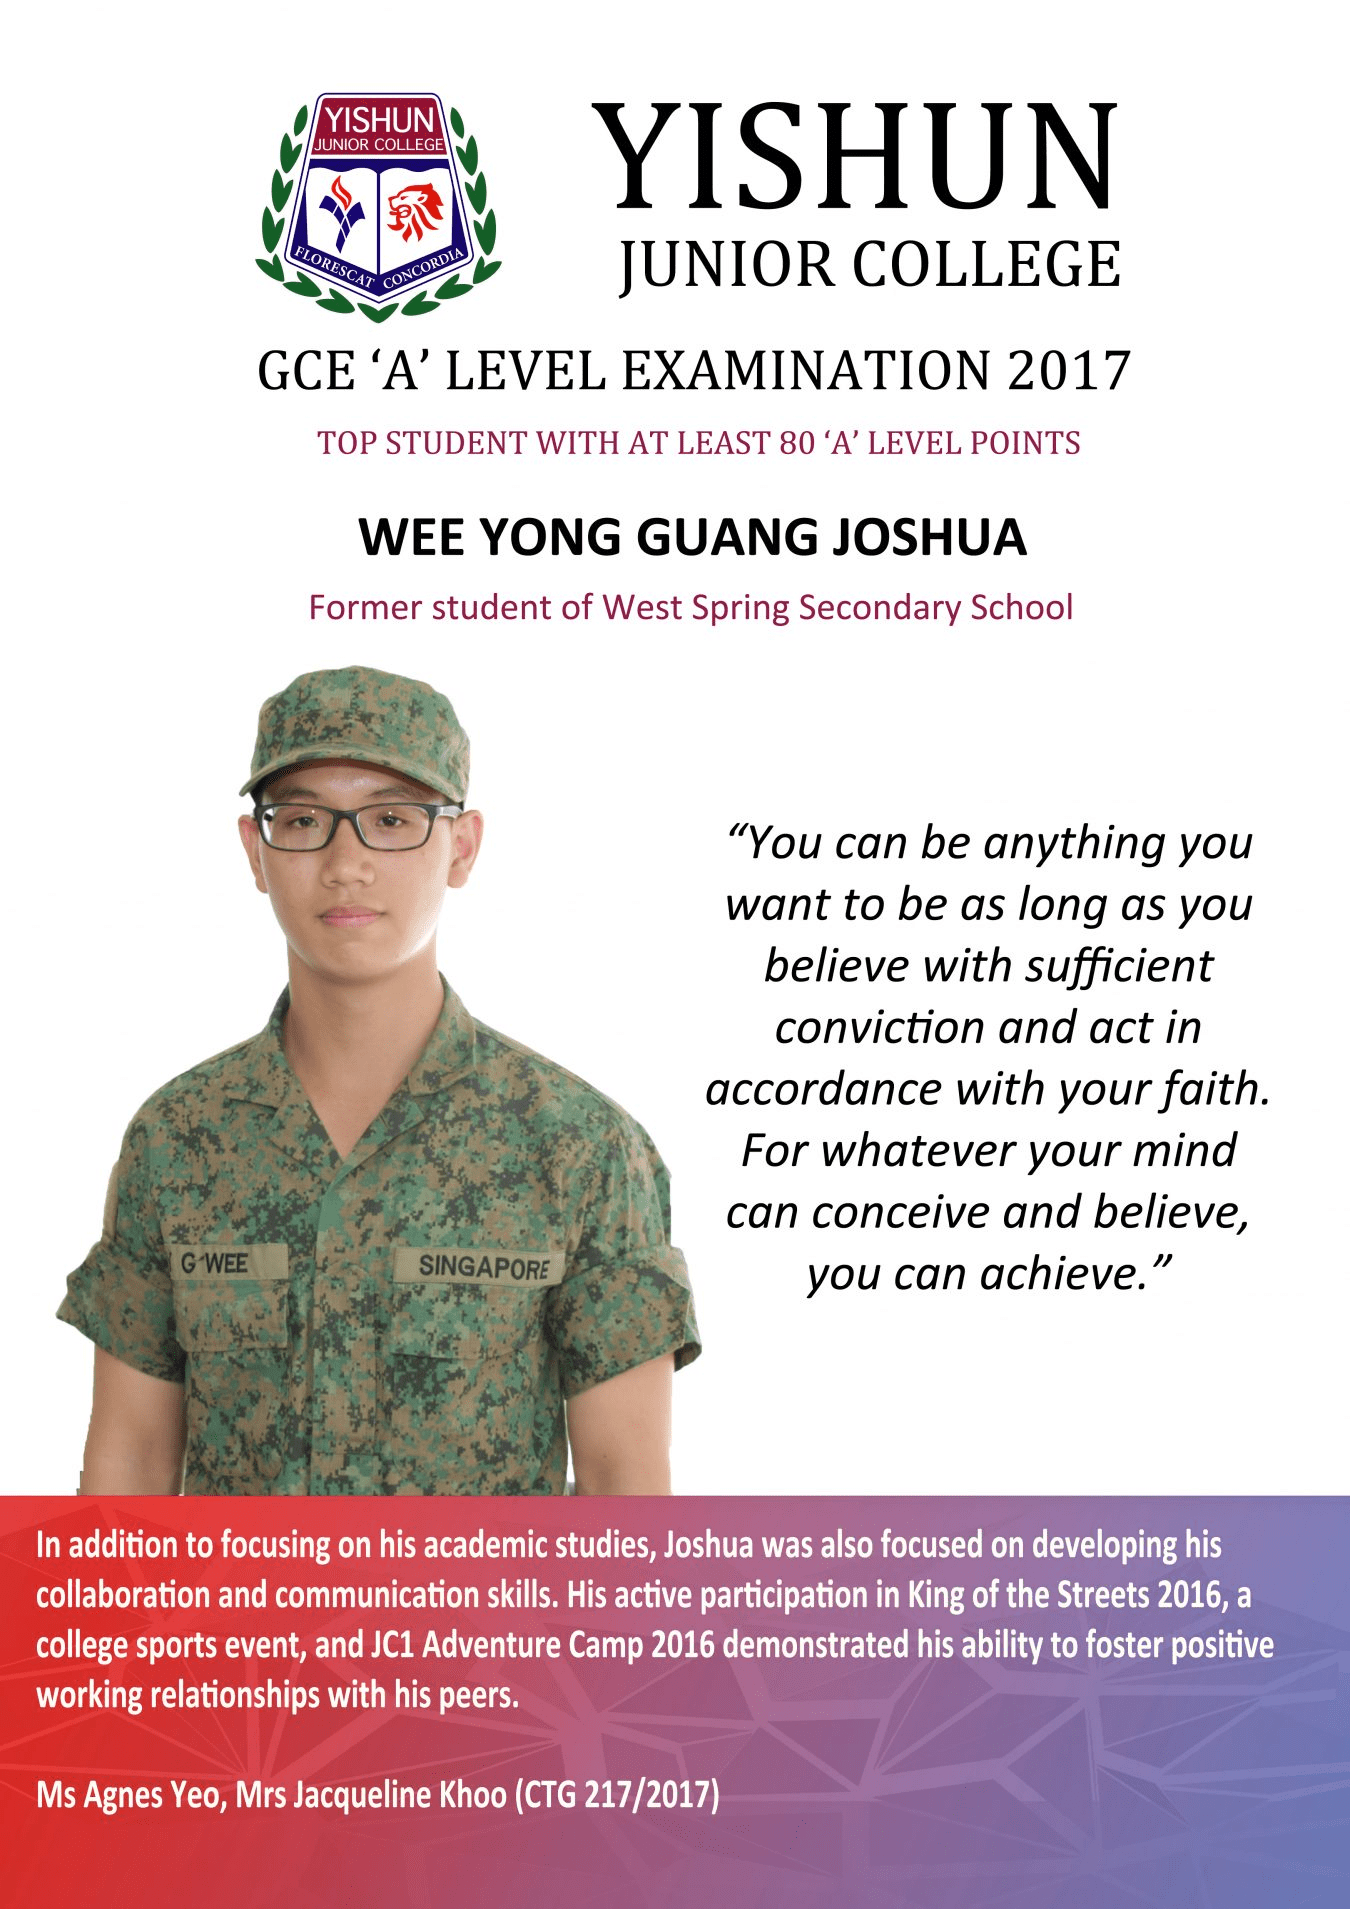 YISHUN
JUNIOR COLLEGE
FLORESCAT CONCORDIA
YISHUN
JUNIOR COLLEGE
GCE ‘A’ LEVEL EXAMINATION 2017
TOP STUDENT WITH AT LEAST 80 ‘A’ LEVEL POINTS
WEE YONG GUANG JOSHUA
Former student of West Spring Secondary School
“You can be anything you
want to be as long as you
believe with sufficient
conviction and act in
accordance with your faith.
For whatever your mind
can conceive and believe,
you can achieve.”
G WEE
SINGAPORE
In addition to focusing on his academic studies, Joshua was also focused on developing his
collaboration and communication skills. His active participation in King of the Streets 2016, a
college sports event, and JC1 Adventure Camp 2016 demonstrated his ability to foster positive
working relationships with his peers.
Ms Agnes Yeo, Mrs Jacqueline Khoo (CTG 217/2017)